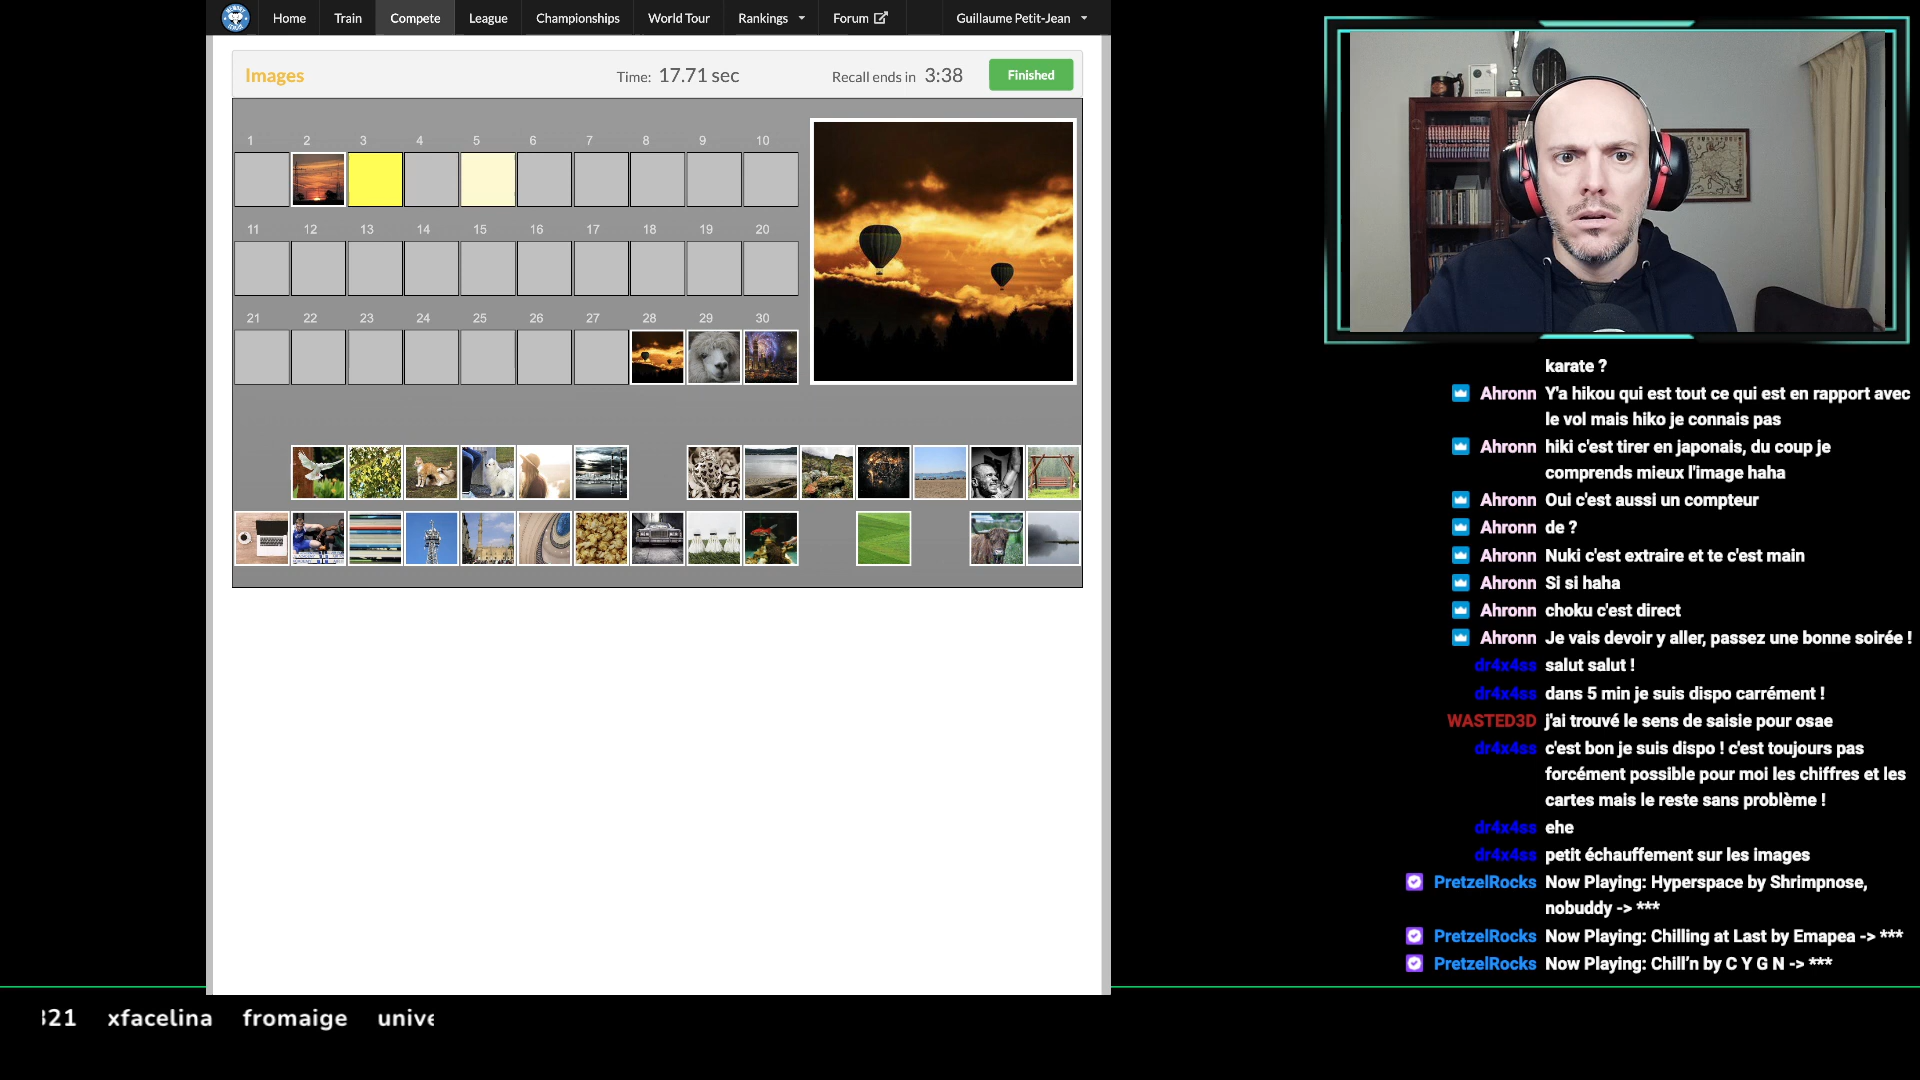 Home Train Compete League Championships World Tour Rankings Forum Guillaume Petit-Jean
Images Time: 17.71 sec Recall ends in 3:38 Finished
1 2 3 4 5 6 7 8 9 10
11 12 13 14 15 16 17 18 19 20
21 22 23 24 25 26 27 28 29 30
karate ?
Ahronn Y'a hikou qui est tout ce qui est en rapport avec
le vol mais hiko je connais pas
Ahronn hiki c'est tirer en japonais, du coup je
comprends mieux l'image haha
Ahronn Oui c'est aussi un compteur
Ahronn de ?
Ahronn Nuki c'est extraire et te c'est main
Ahronn Si si haha
Ahronn choku c'est direct
Ahronn Je vais devoir y aller, passez une bonne soirée !
dr4x4ss salut salut !
dr4x4ss dans 5 min je suis dispo carrément !
WASTED3D j'ai trouvé le sens de saisie pour osae
dr4x4ss c'est bon je suis dispo ! c'est toujours pas
forcément possible pour moi les chiffres et les
cartes mais le reste sans problème !
dr4x4ss ehe
dr4x4ss petit échauffement sur les images
PretzelRocks Now Playing: Hyperspace by Shrimpnose,
nobuddy -> ***
PretzelRocks Now Playing: Chilling at Last by Emapea -> ***
PretzelRocks Now Playing: Chill’n by C Y G N -> ***
321 xfacelina fromaige unive